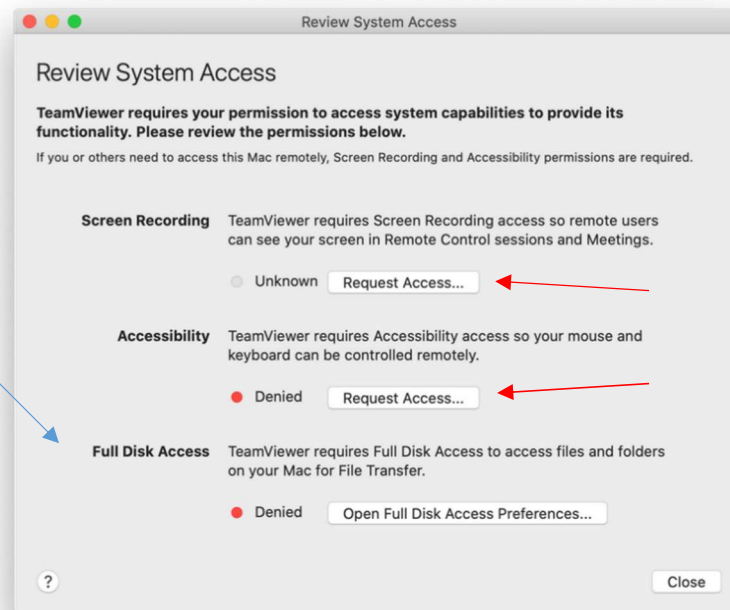 Review System Access
Review System Access
TeamViewer requires your permission to access system capabilities to provide its
functionality. Please review the permissions below.
If you or others need to access this Mac remotely, Screen Recording and Accessibility permissions are required.
Screen Recording TeamViewer requires Screen Recording access so remote users
can see your screen in Remote Control sessions and Meetings.
Unknown Request Access...
Accessibility TeamViewer requires Accessibility access so your mouse and
keyboard can be controlled remotely.
Denied Request Access...
Full Disk Access TeamViewer requires Full Disk Access to access files and folders
on your Mac for File Transfer.
Denied Open Full Disk Access Preferences...
? Close